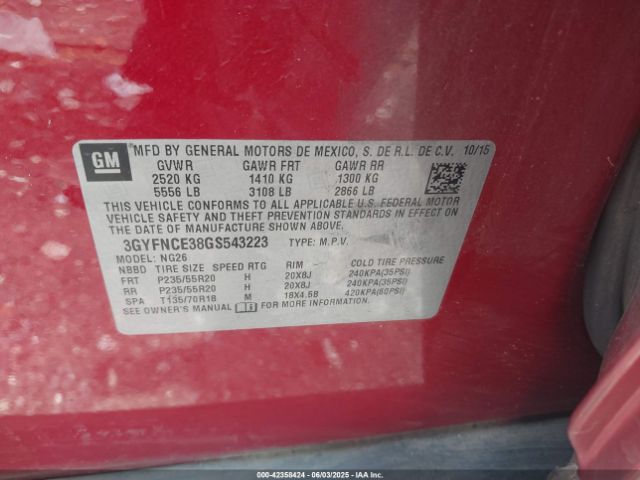 GM
MFD BY GENERAL MOTORS DE MEXICO, S. DE R.L. DE C.V. 10/15
GVWR GAWR FRT GAWR RR
2520 KG 1410 KG 1300 KG
5556 LB 3108 LB 2866 LB
THIS VEHICLE CONFORMS TO ALL APPLICABLE U.S. FEDERAL MOTOR
VEHICLE SAFETY AND THEFT PREVENTION STANDARDS IN EFFECT ON THE
DATE OF MANUFACTURE SHOWN ABOVE.
3GYFNCE38GS543223 TYPE: M.P.V.
MODEL: NG26
NBBD TIRE SIZE SPEED RTG RIM COLD TIRE PRESSURE
FRT P235/55R20 H 20X8J 240KPA(35PSI)
RR P235/55R20 H 20X8J 240KPA(35PSI)
SPA T135/70R18 M 18X4.5B 420KPA(60PSI)
SEE OWNER'S MANUAL FOR MORE INFORMATION.
000-42358424 | 06/03/2025 | Copyright IAA, LLC